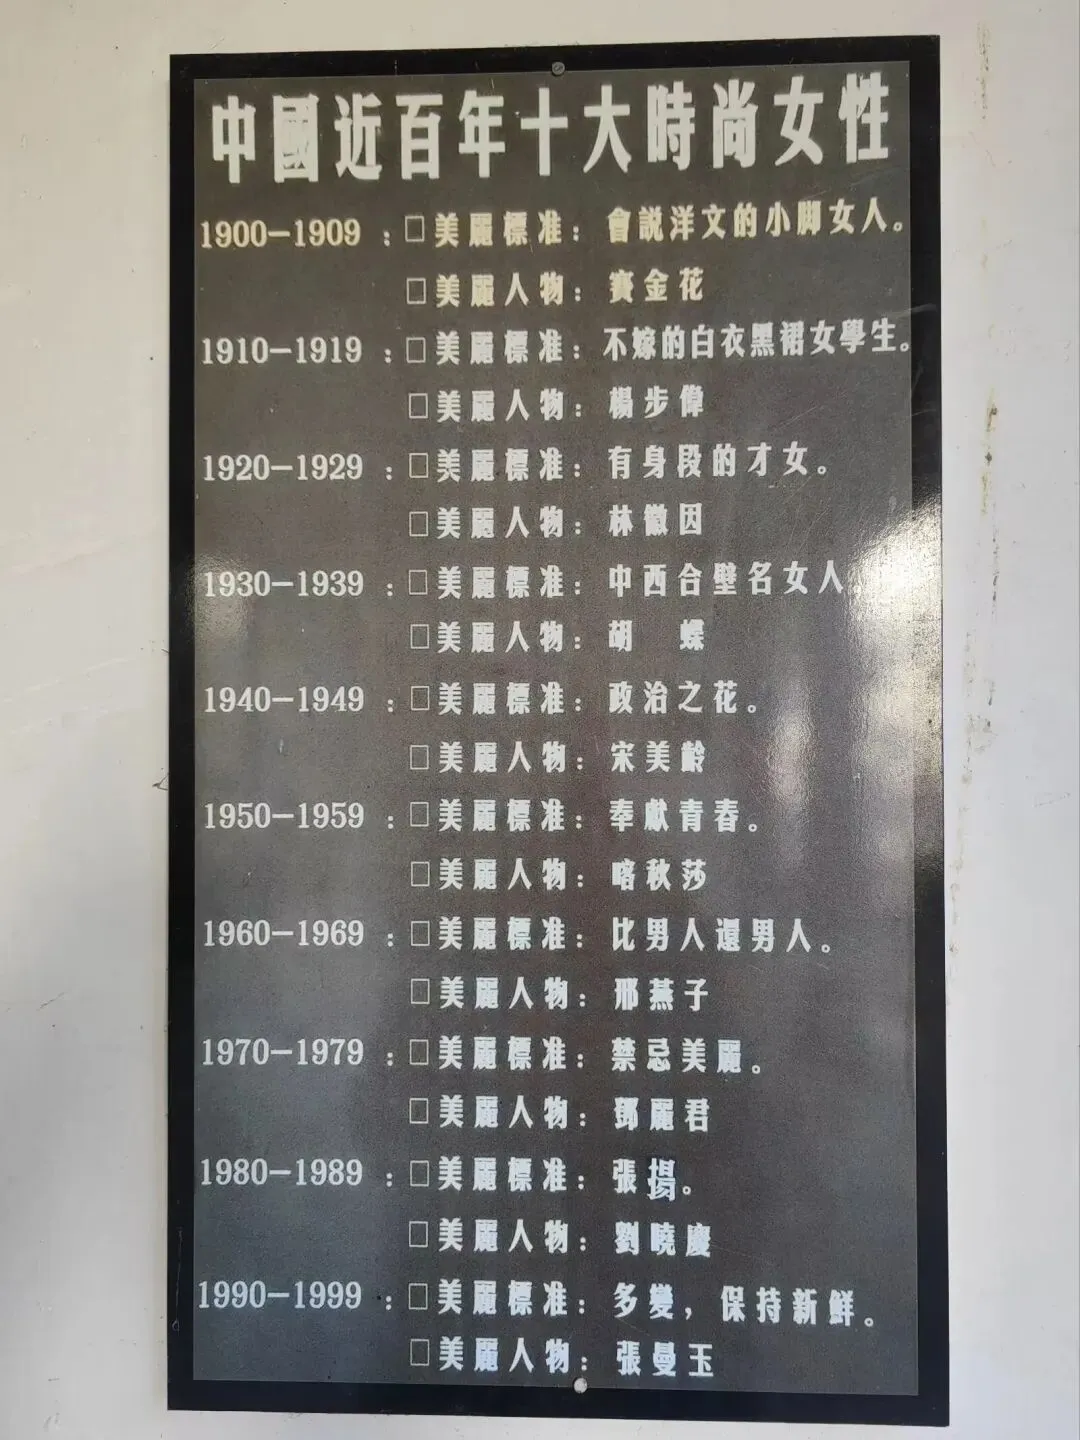 中國近百年十大時尚女性
1900-1909 :□美麗標准: 會説洋文的小脚女人。
□美麗人物: 賽金花
1910-1919 :□美麗標准: 不嫁的白衣黑裙女學生。
□美麗人物: 楊步偉
1920-1929 :□美麗標准: 有身段的才女。
□美麗人物: 林徽因
1930-1939 :□美麗標准: 中西合壁名女人。
□美麗人物: 胡 蝶
1940-1949 :□美麗標准: 政治之花。
□美麗人物: 宋美齡
1950-1959 :□美麗標准: 奉獻青春。
□美麗人物: 喀秋莎
1960-1969 :□美麗標准: 比男人還男人。
□美麗人物: 邢燕子
1970-1979 :□美麗標准: 禁忌美麗。
□美麗人物: 鄧麗君
1980-1989 :□美麗標准: 張揚。
□美麗人物: 劉曉慶
1990-1999 :□美麗標准: 多變，保持新鮮。
□美麗人物: 張曼玉